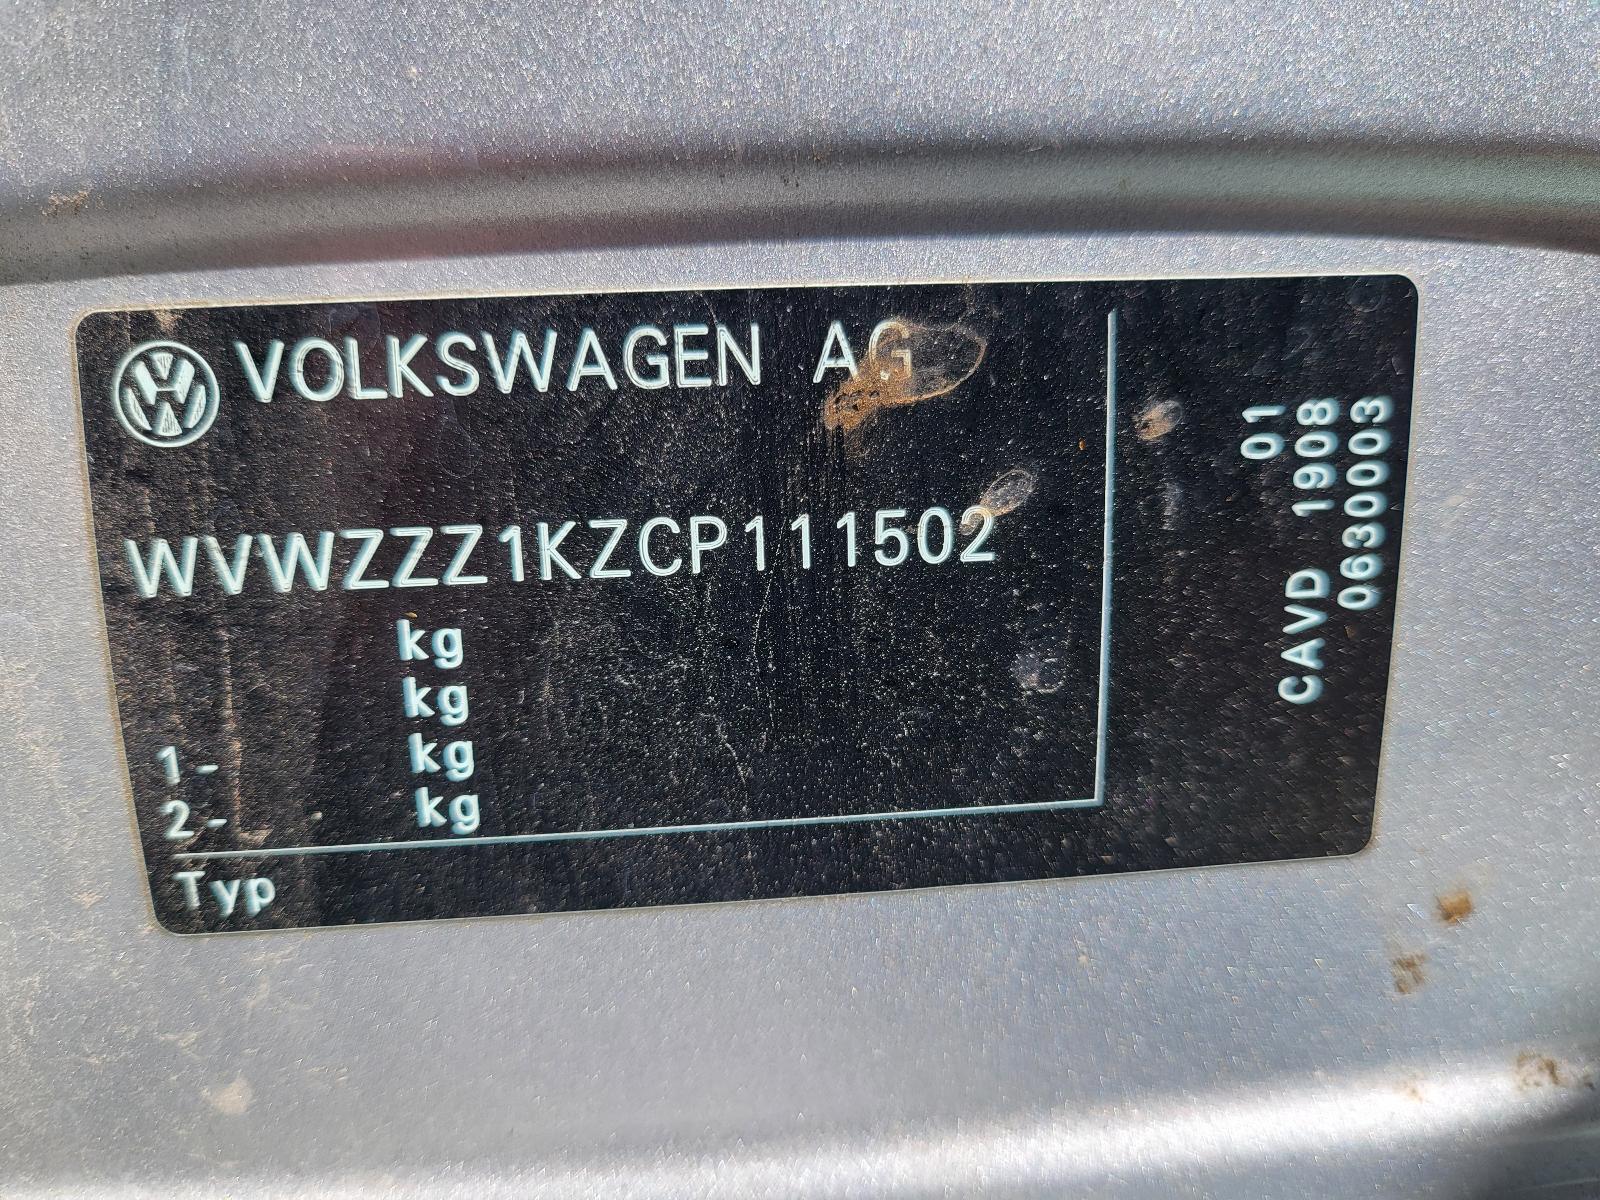 VOLKSWAGEN AG
WVWZZZ1KZCP111502
kg
kg
1- kg
2- kg
Typ
01
CAVD 1908
0630003